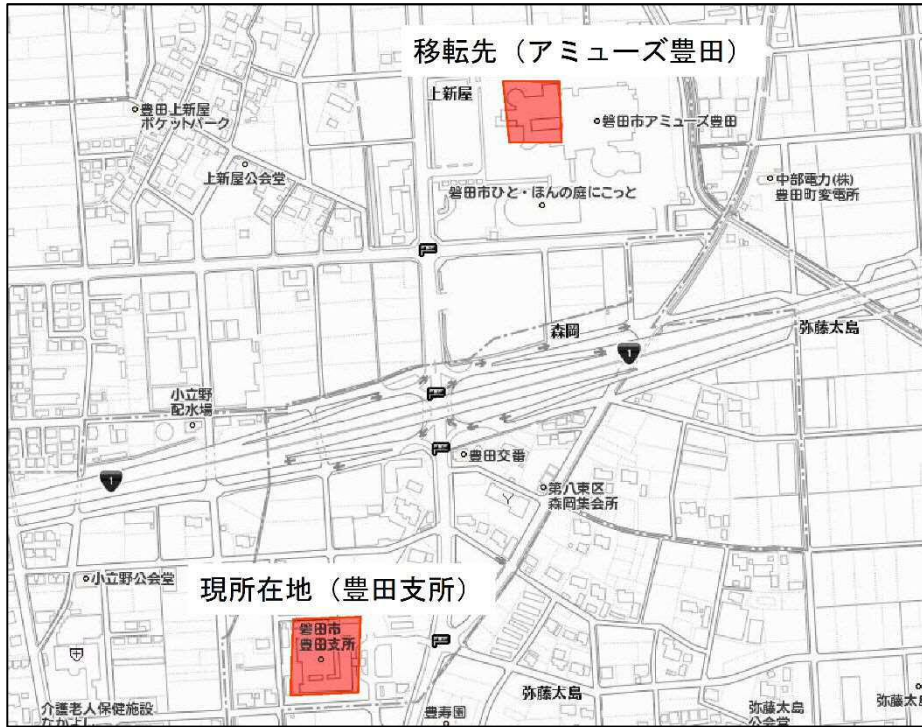 移転先（アミューズ豊田）
上新屋
豊田上新屋
ポケットパーク
磐田市アミューズ豊田
上新屋公会堂
磐田市ひと・ほんの庭にこっと
中部電力(株)
豊田町変電所
森岡
弥藤太島
1
小立野
配水場
豊田交番
1
第八東区
森岡集会所
小立野公会堂
現所在地（豊田支所）
磐田市
豊田支所
弥藤太島
介護老人保健施設
なかよし
豊寿園
弥藤太島
公会堂
弥藤太